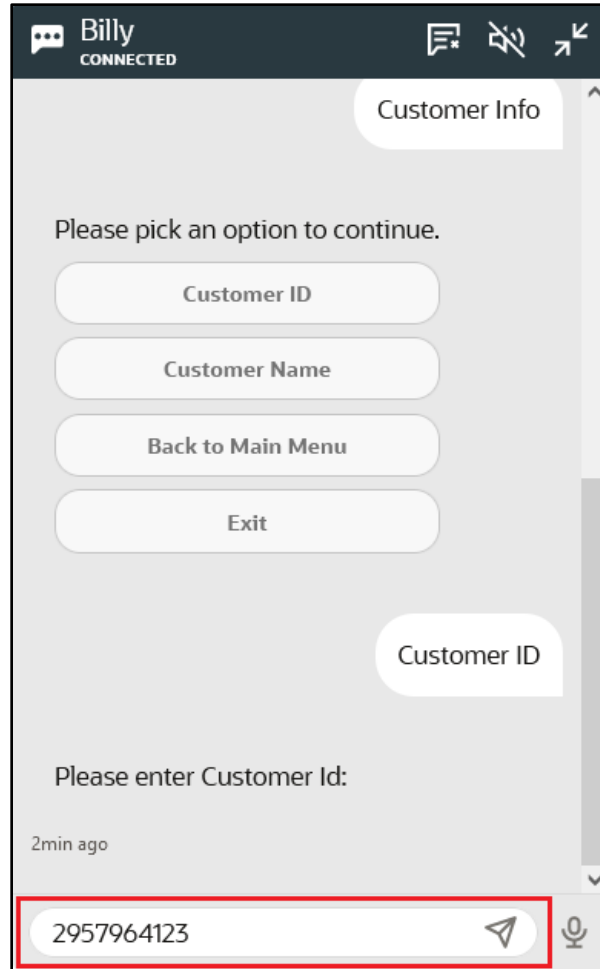 Billy
CONNECTED
Customer Info
Please pick an option to continue.
Customer ID
Customer Name
Back to Main Menu
Exit
Customer ID
Please enter Customer Id:
2min ago
2957964123